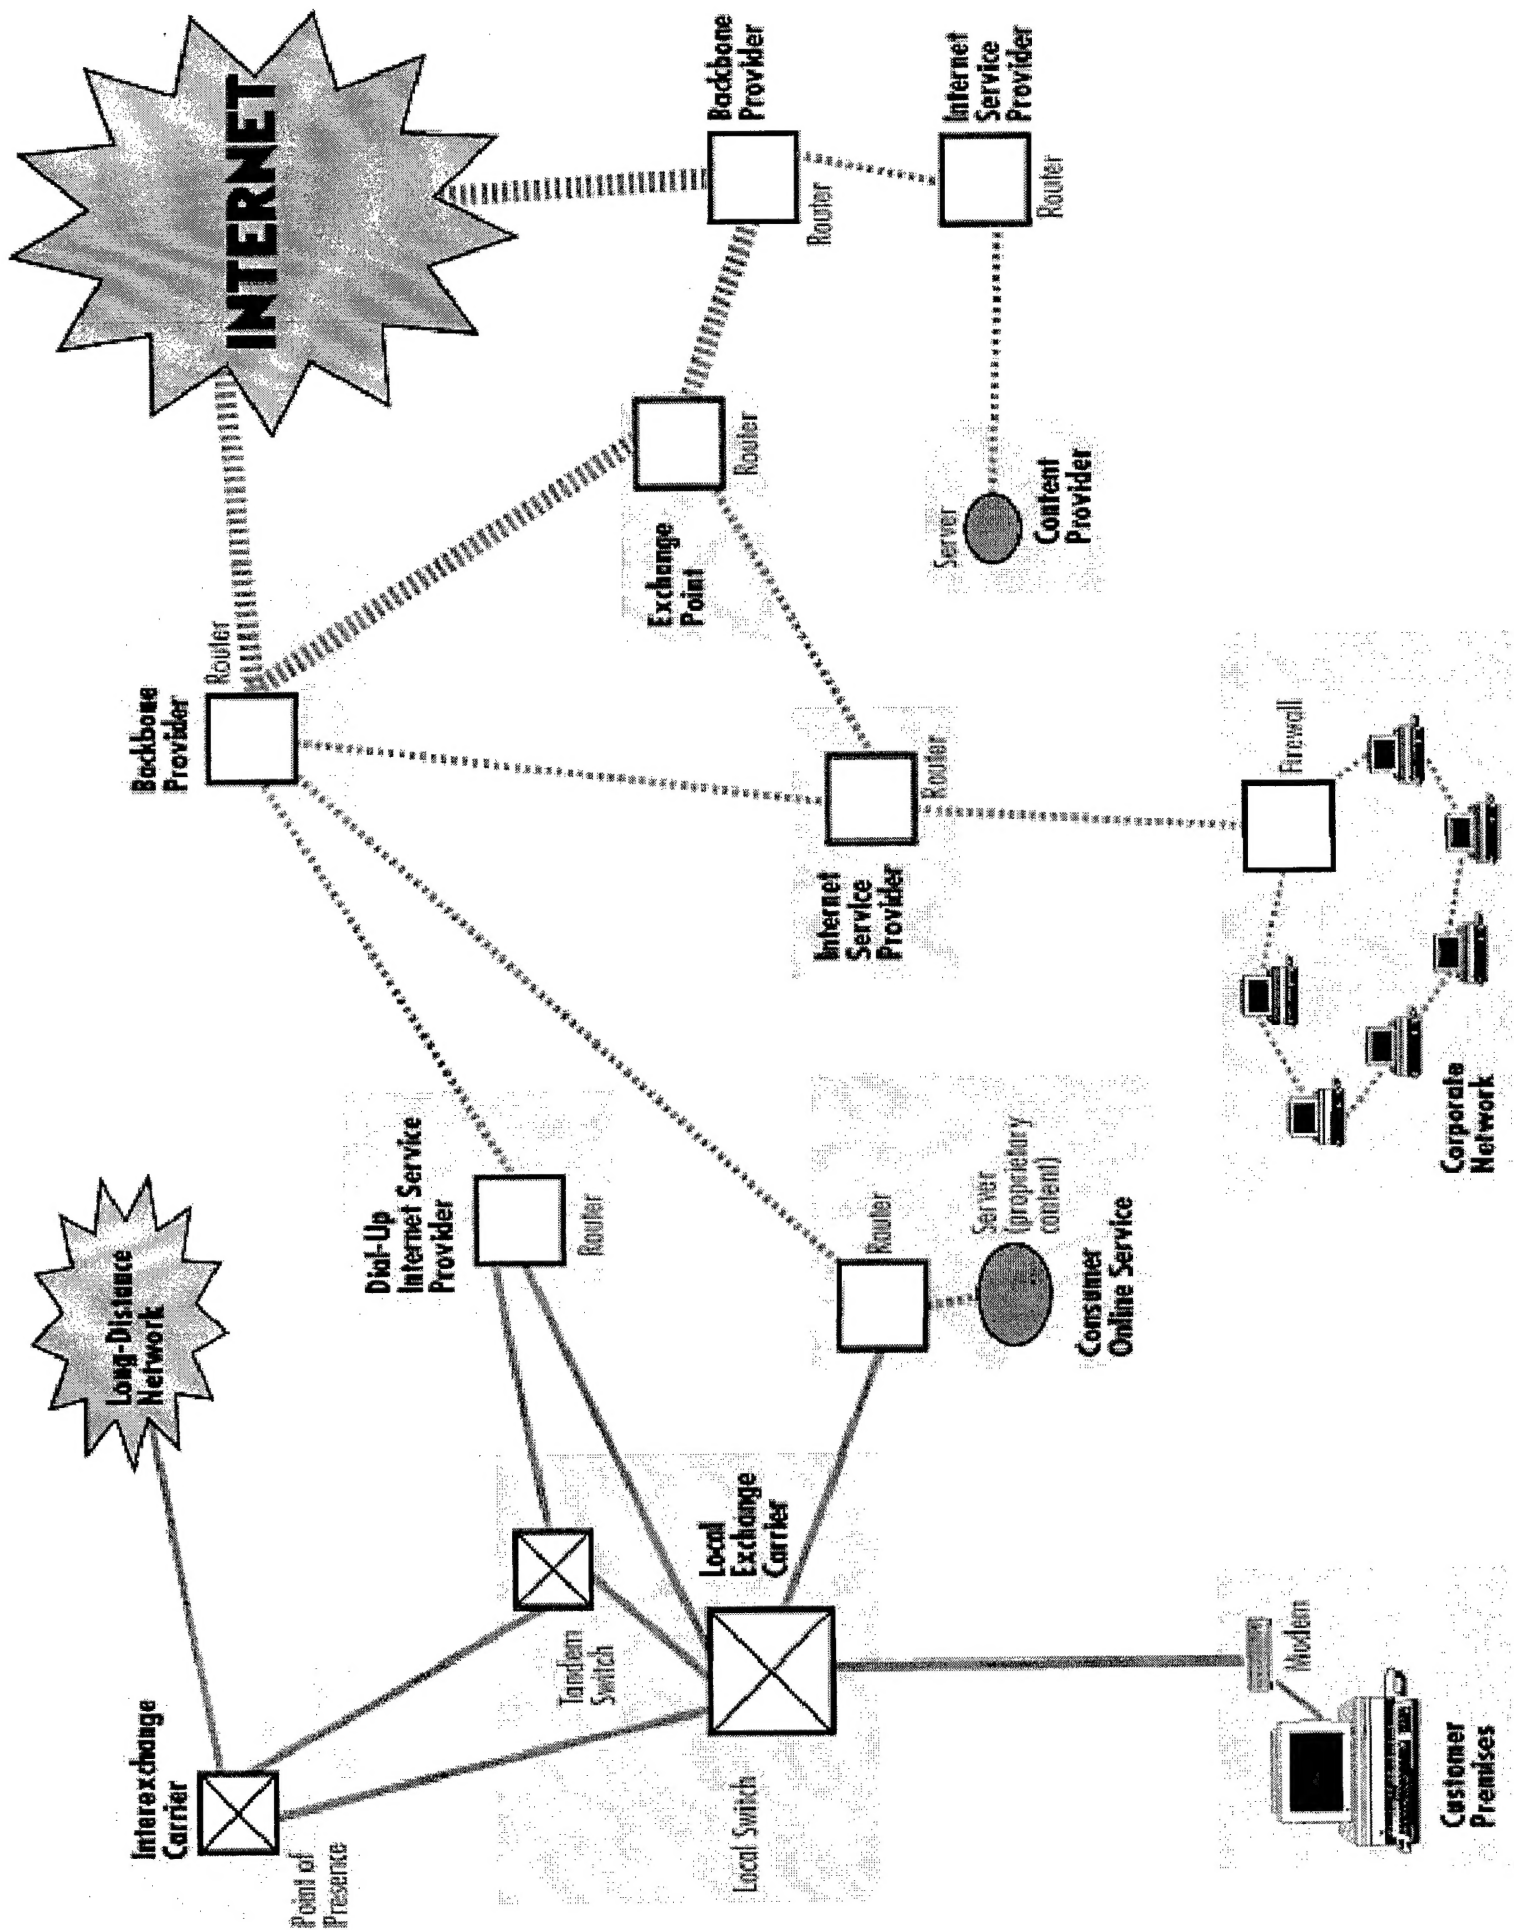 Interexchange
Carrier
Point of
Presence
Long-Distance
Network
Backbone
Provider
Router
INTERNET
Dial-Up
Internet Service
Provider
Router
Tandem
Switch
Local
Exchange
Carrier
Local Switch
Exchange
Point
Router
Backbone
Provider
Router
Internet
Service
Provider
Router
Router
Server
(proprietary
content)
Consumer
Online Service
Internet
Service
Provider
Router
Server
Content
Provider
Modem
Customer
Premises
Firewall
Corporate
Network